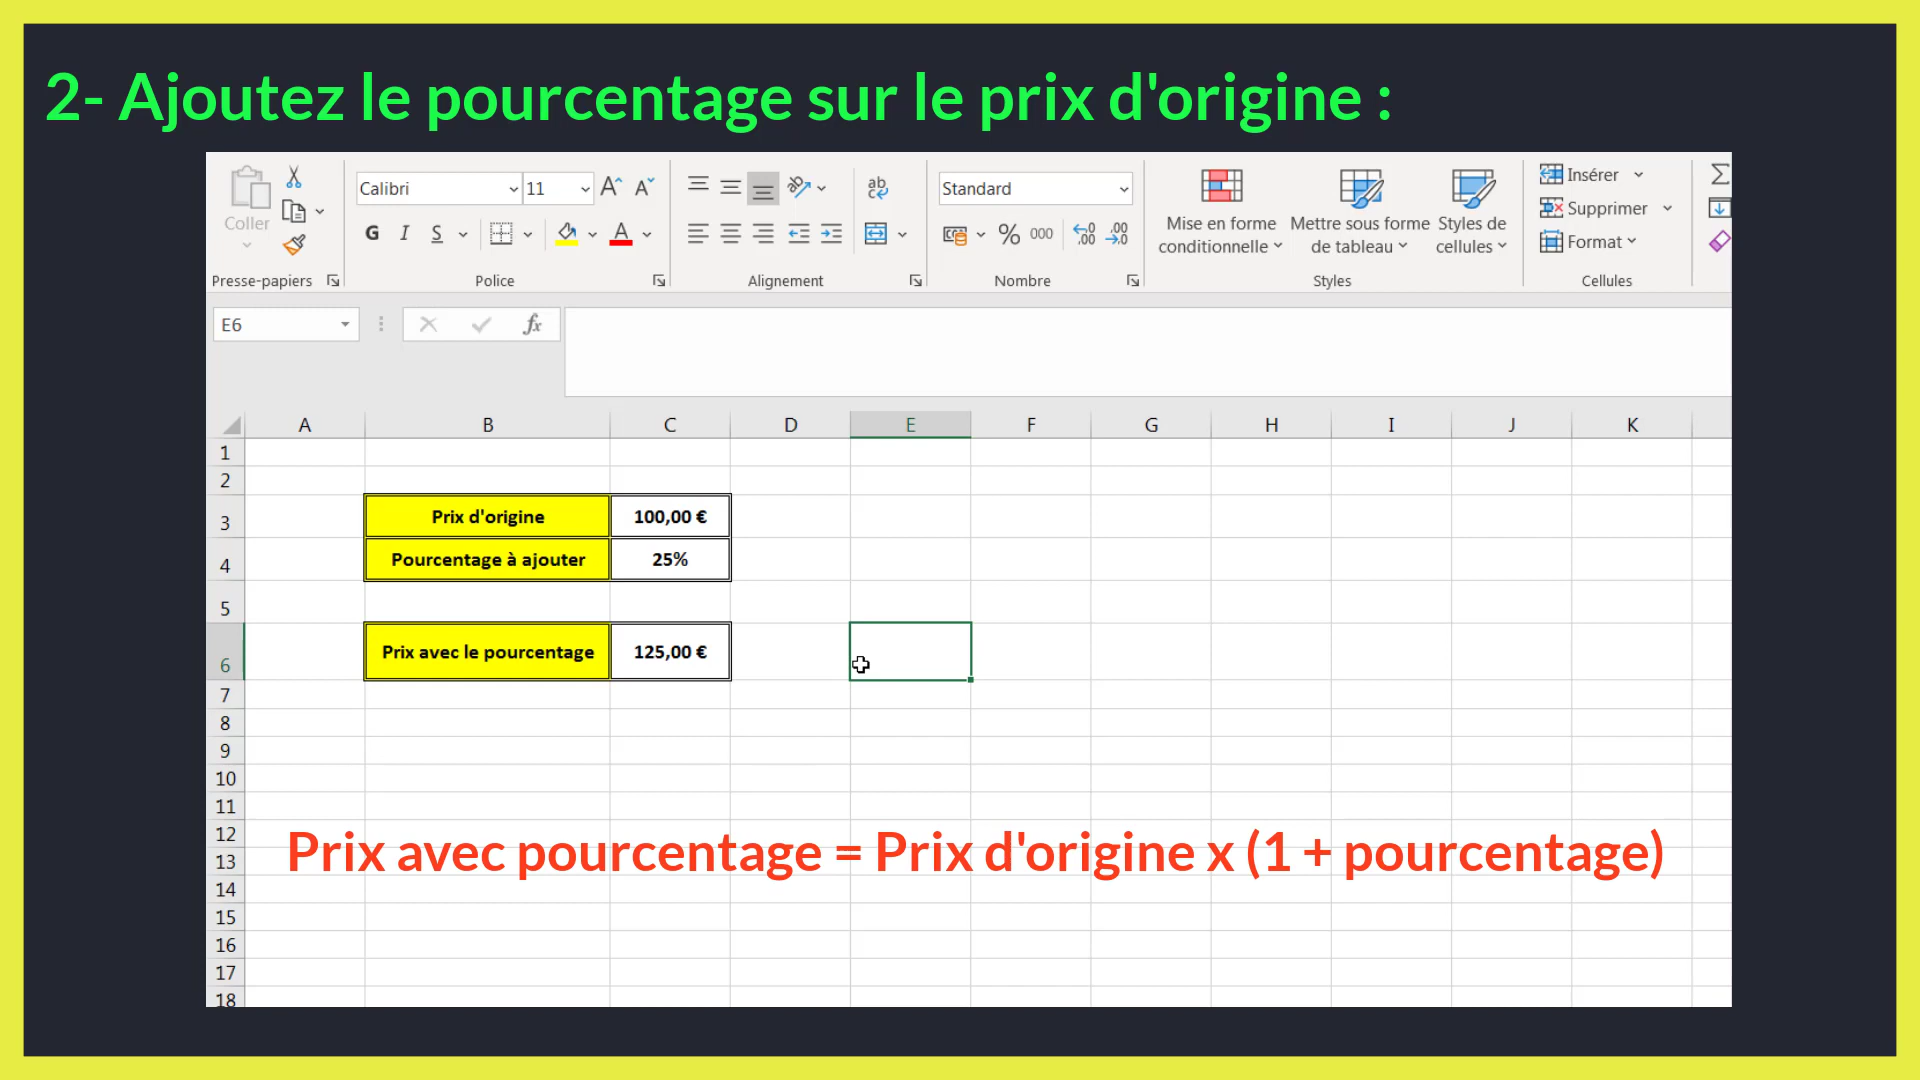 2- Ajoutez le pourcentage sur le prix d'origine :
Coller
Calibri
11
G I S
A
ab
Standard
% 000
Mise en forme conditionnelle
Mettre sous forme de tableau
Styles de cellules
Insérer
Supprimer
Format
Presse-papiers
Police
Alignement
Nombre
Styles
Cellules
E6
fx
A B C D E F G H I J K
1
2
3 Prix d'origine 100,00 €
4 Pourcentage à ajouter 25%
5
6 Prix avec le pourcentage 125,00 €
7
8
9
10
11
12
Prix avec pourcentage = Prix d'origine x (1 + pourcentage)
13
14
15
16
17
18